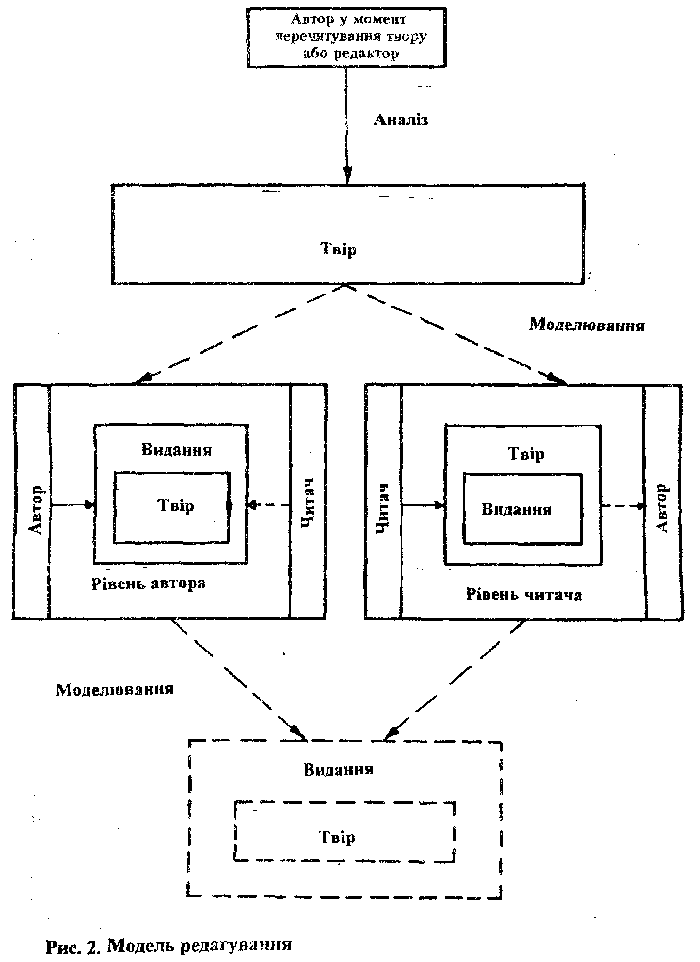 Автор у момент
перечитування твору
або редактор
Аналіз
Твір
Моделювання
Автор
Видання
Твір
Читач
Рівень автора
Читач
Твір
Видання
Автор
Рівень читача
Моделювання
Видання
Твір
Рис. 2. Модель редагування